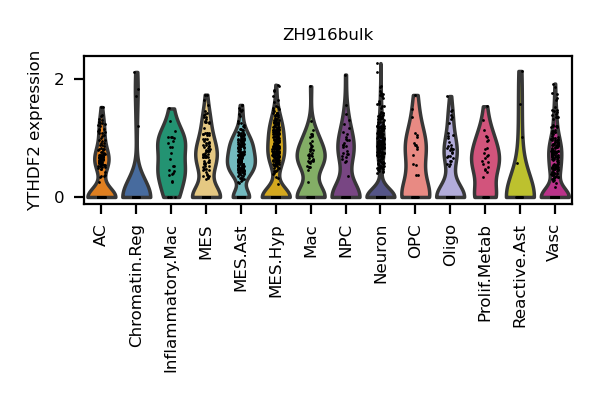 ZH916bulk
YTHDF2 expression
2
0
AC
Chromatin.Reg
Inflammatory.Mac
MES
MES.Ast
MES.Hyp
Mac
NPC
Neuron
OPC
Oligo
Prolif.Metab
Reactive.Ast
Vasc